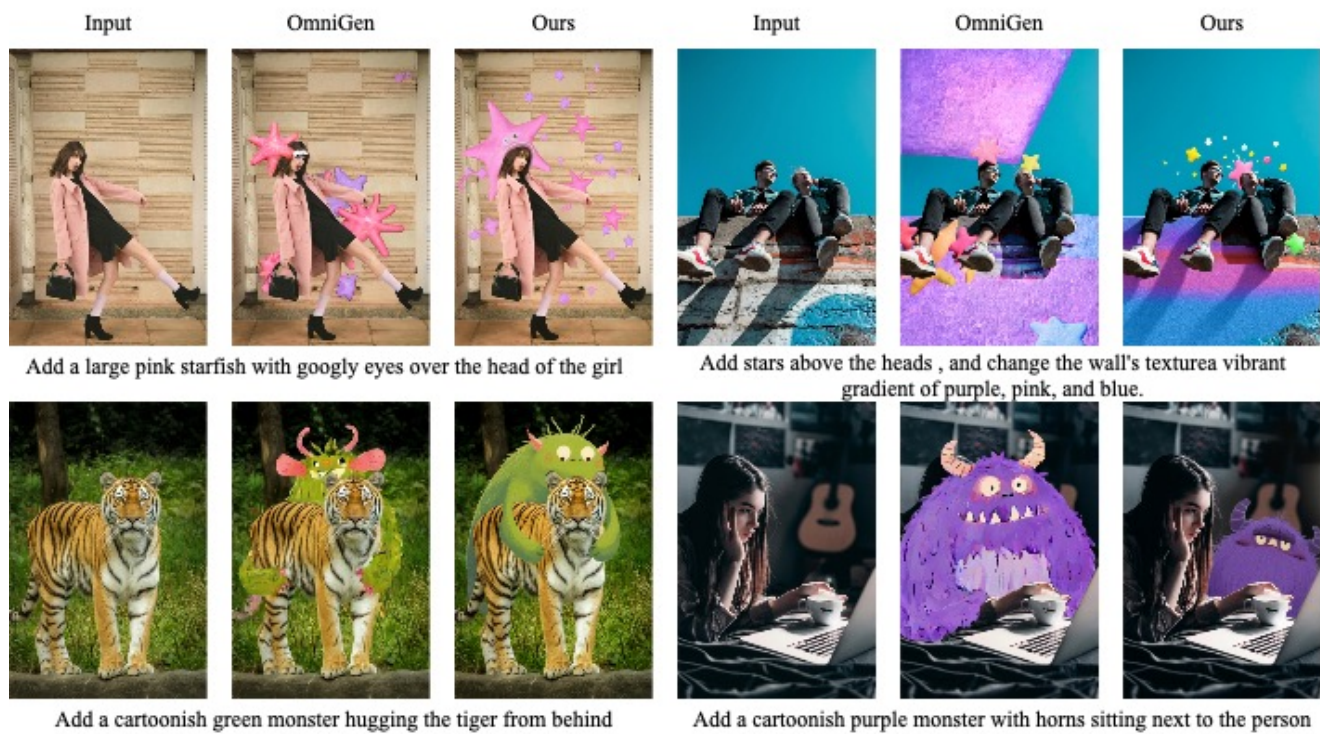 Input OmniGen Ours Input OmniGen Ours
Add a large pink starfish with googly eyes over the head of the girl
Add stars above the heads , and change the wall's texturea vibrant
gradient of purple, pink, and blue.
Add a cartoonish green monster hugging the tiger from behind
Add a cartoonish purple monster with horns sitting next to the person